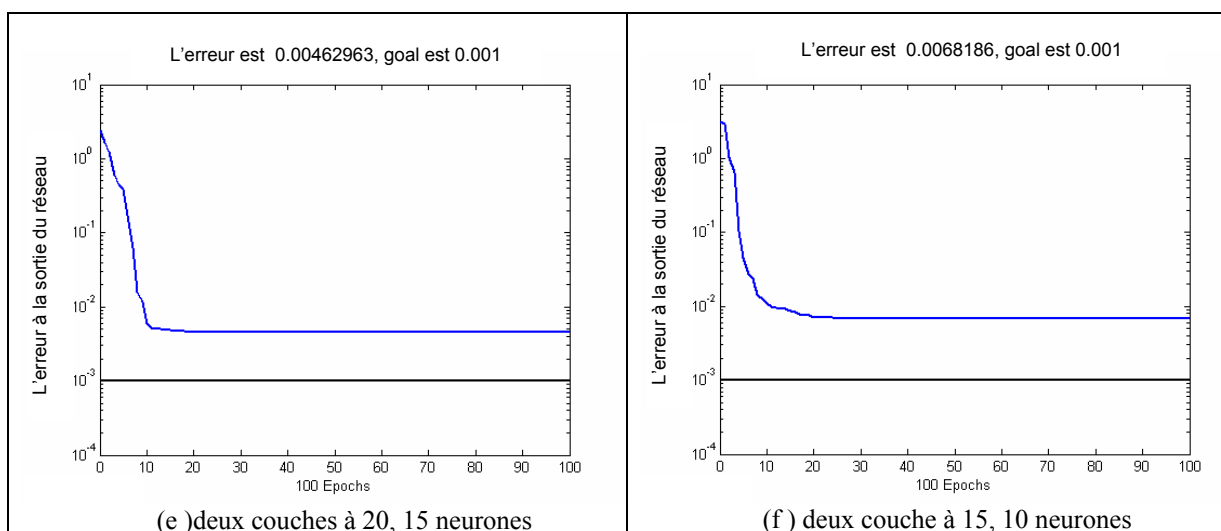 L'erreur est 0.00462963, goal est 0.001
L'erreur à la sortie du réseau
10^1
10^0
10^-1
10^-2
10^-3
10^-4
0 10 20 30 40 50 60 70 80 90 100
100 Epochs
(e )deux couches à 20, 15 neurones
L'erreur est 0.0068186, goal est 0.001
L'erreur à la sortie du réseau
10^1
10^0
10^-1
10^-2
10^-3
10^-4
0 10 20 30 40 50 60 70 80 90 100
100 Epochs
(f ) deux couche à 15, 10 neurones